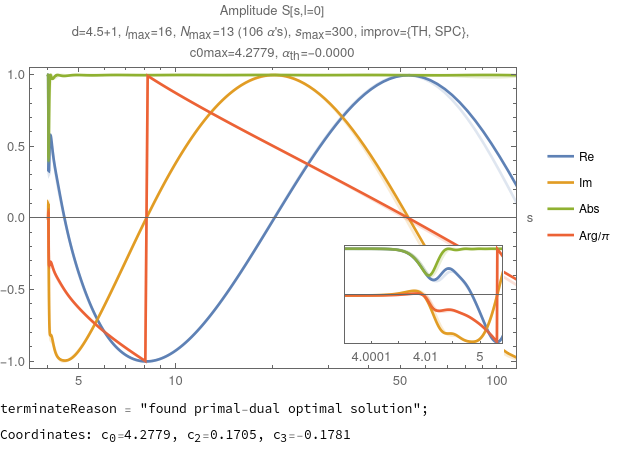 Amplitude S[s,l=0]
d=4.5+1, lmax=16, Nmax=13 (106 α's), smax=300, improv={TH, SPC},
c0max=4.2779, αth=-0.0000
1.0
0.5
0.0
-0.5
-1.0
5
10
50
100
s
Re
Im
Abs
Arg/π
4.0001
4.01
5
terminateReason = "found primal-dual optimal solution";
Coordinates: c0=4.2779, c2=0.1705, c3=-0.1781